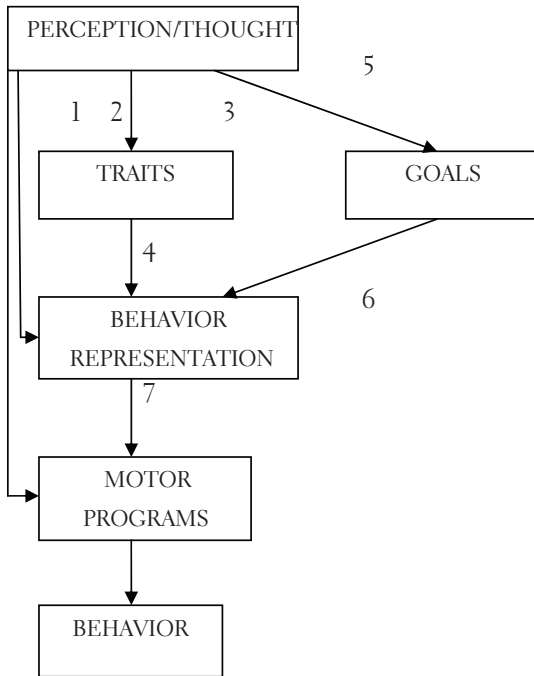 PERCEPTION/THOUGHT
5
1 2 3
TRAITS
GOALS
4
6
BEHAVIOR
REPRESENTATION
7
MOTOR
PROGRAMS
BEHAVIOR